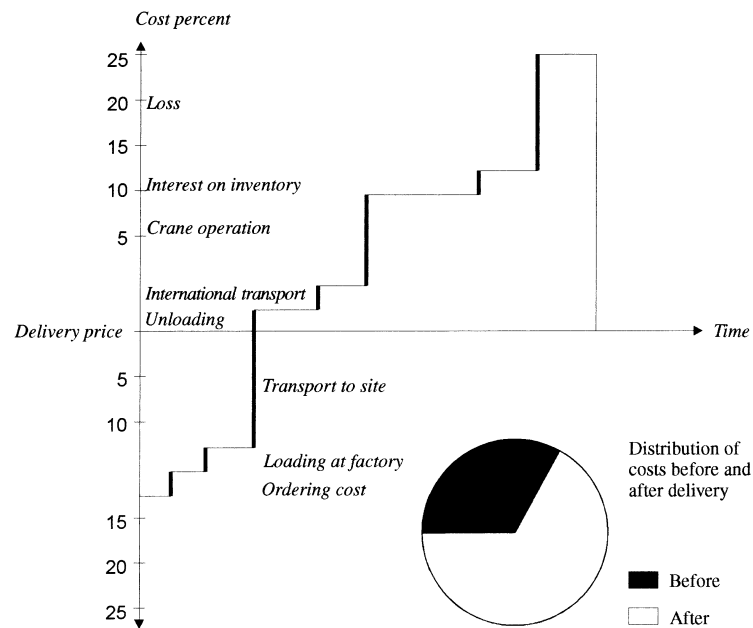 Cost percent
25
20
Loss
15
Interest on inventory
10
Crane operation
5
International transport
Unloading
Delivery price
Time
5
Transport to site
10
Loading at factory
Ordering cost
15
20
25
Distribution of
costs before and
after delivery
Before
After